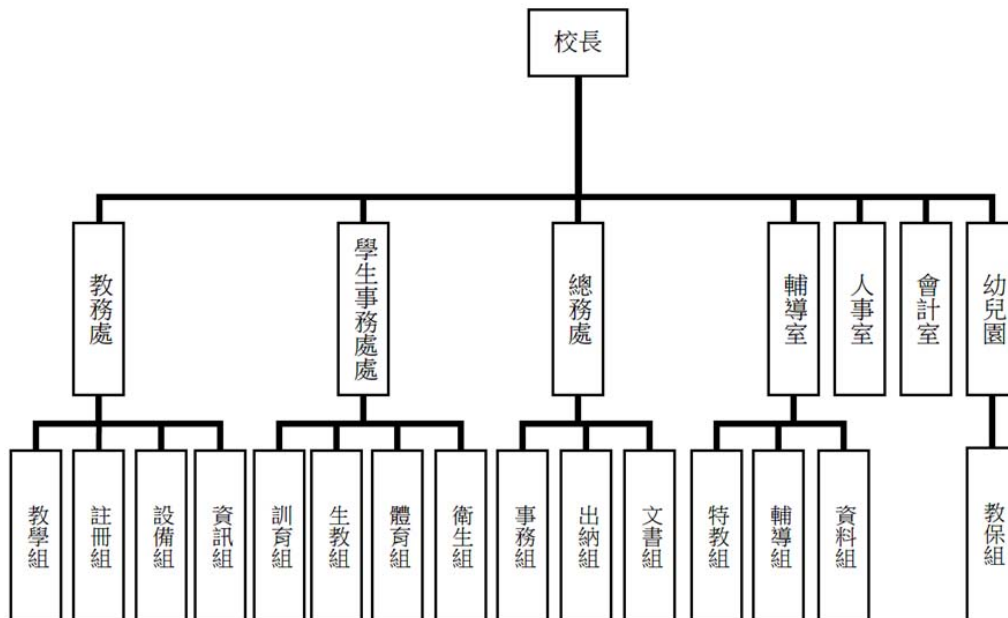 校長
教務處
學生事務處處
總務處
輔導室
人事室
會計室
幼兒園
教學組
註冊組
設備組
資訊組
訓育組
生教組
體育組
衛生組
事務組
出納組
文書組
特教組
輔導組
資料組
教保組